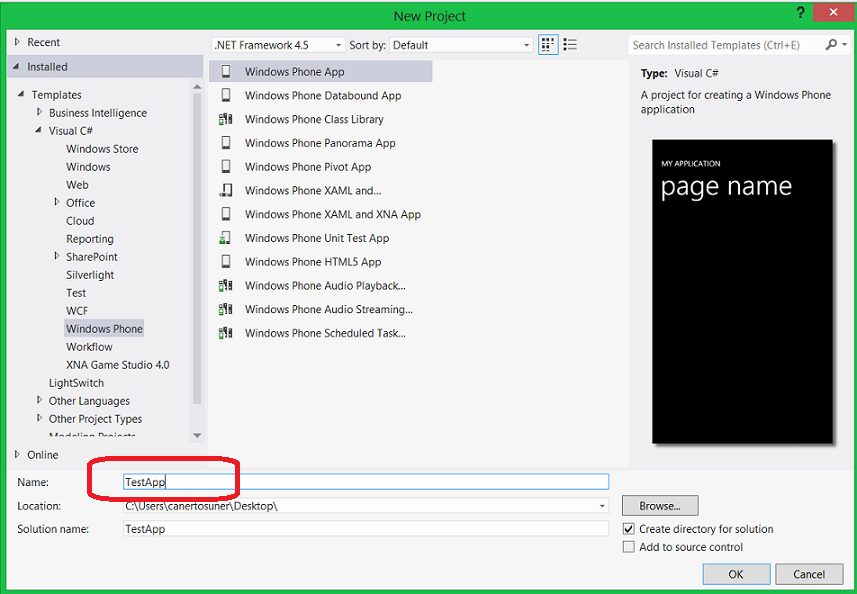 New Project
?
Recent
.NET Framework 4.5
Sort by:
Default
Search Installed Templates (Ctrl+E)
Installed
Templates
Business Intelligence
Visual C#
Windows Store
Windows
Web
Office
Cloud
Reporting
SharePoint
Silverlight
Test
WCF
Windows Phone
Workflow
XNA Game Studio 4.0
LightSwitch
Other Languages
Other Project Types
Modeling Projects
Online
Windows Phone App
Windows Phone Databound App
Windows Phone Class Library
Windows Phone Panorama App
Windows Phone Pivot App
Windows Phone XAML and...
Windows Phone XAML and XNA App
Windows Phone Unit Test App
Windows Phone HTML5 App
Windows Phone Audio Playback...
Windows Phone Audio Streaming...
Windows Phone Scheduled Task...
Type: Visual C#
A project for creating a Windows Phone
application
MY APPLICATION
page name
Name: TestApp
Location: C:\Users\canertosuner\Desktop\
Browse...
Solution name: TestApp
Create directory for solution
Add to source control
OK
Cancel